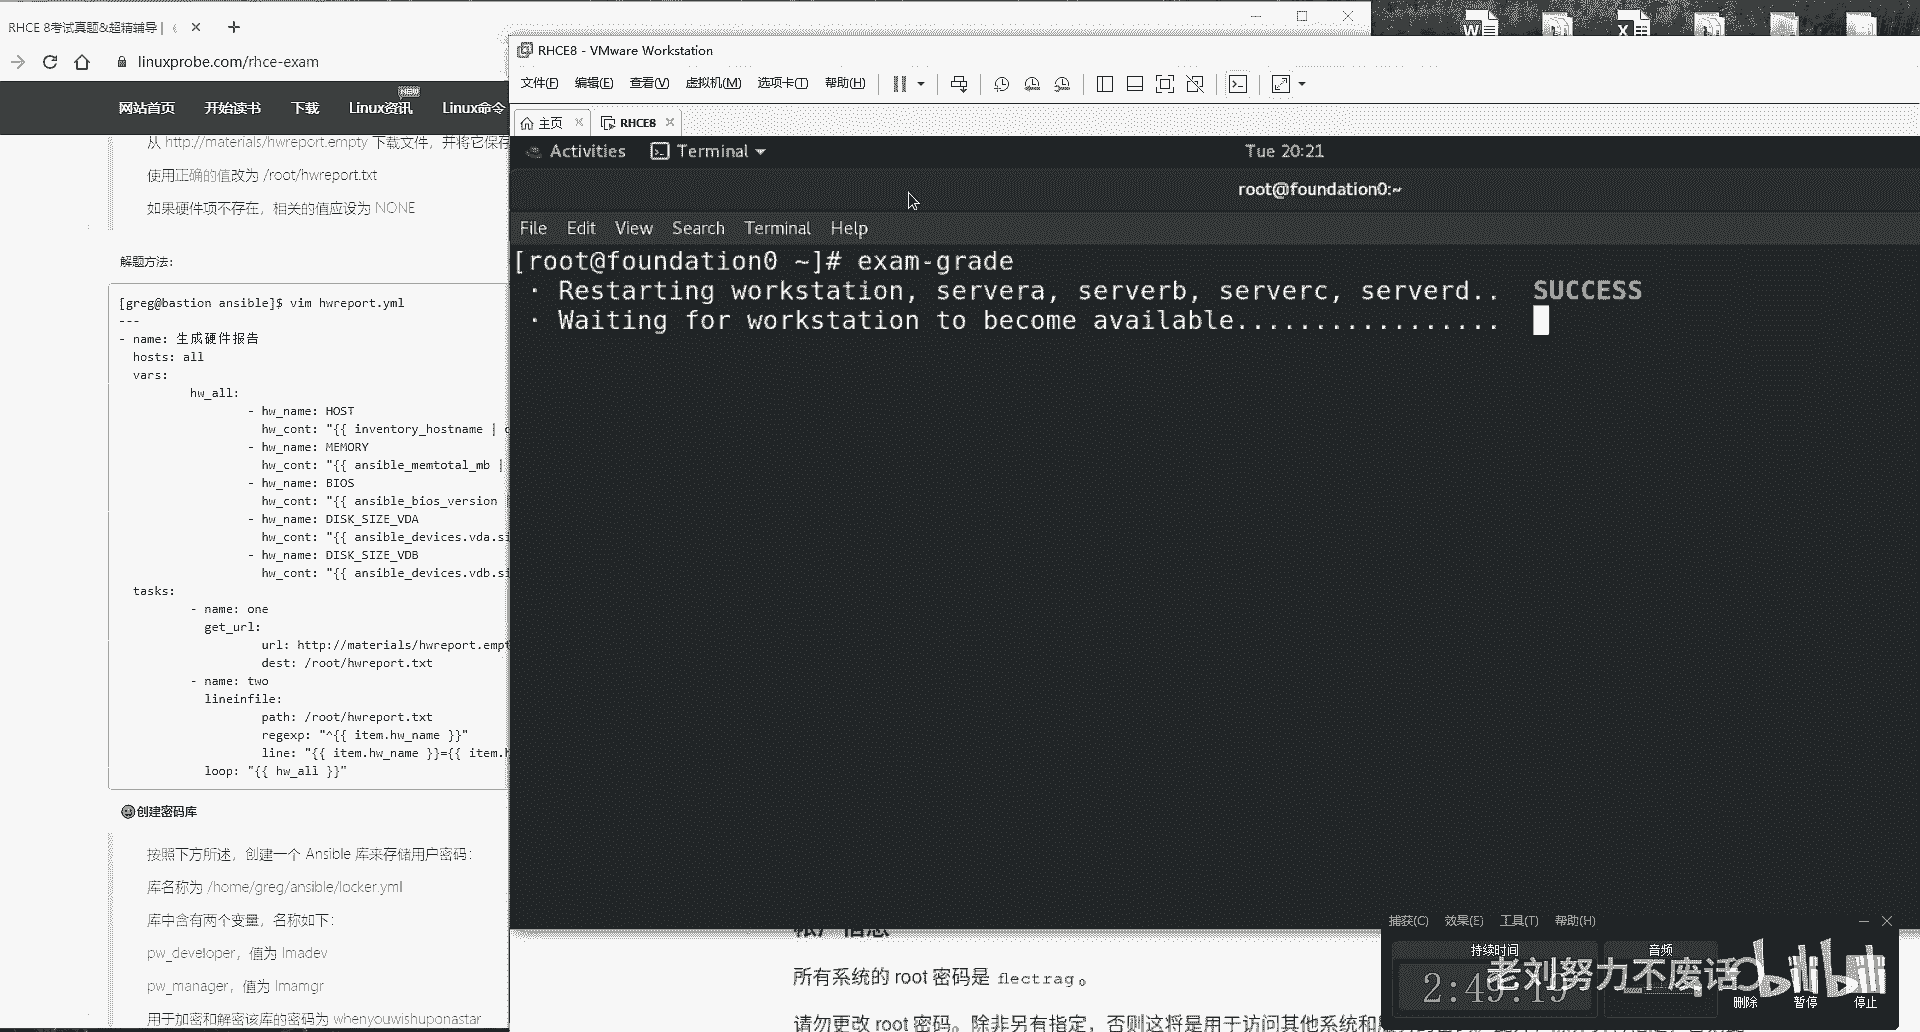 RHCE 8考试真题&超精辅导 |
linuxprobe.com/rhce-exam
网站首页 开始读书 下载 Linux资讯 Linux命令
从 http://materials/hwreport.empty 下载文件，并将它保存
使用正确的值改为 /root/hwreport.txt
如果硬件项不存在，相关的值应设为 NONE
解题方法:
[greg@bastion ansible]$ vim hwreport.yml
---
- name: 生成硬件报告
hosts: all
vars:
hw_all:
- hw_name: HOST
hw_cont: "{{ inventory_hostname |
- hw_name: MEMORY
hw_cont: "{{ ansible_memtotal_mb |
- hw_name: BIOS
hw_cont: "{{ ansible_bios_version
- hw_name: DISK_SIZE_VDA
hw_cont: "{{ ansible_devices.vda.si
- hw_name: DISK_SIZE_VDB
hw_cont: "{{ ansible_devices.vdb.si
tasks:
- name: one
get_url:
url: http://materials/hwreport.empt
dest: /root/hwreport.txt
- name: two
lineinfile:
path: /root/hwreport.txt
regexp: "^{{ item.hw_name }}"
line: "{{ item.hw_name }}={{ item.h
loop: "{{ hw_all }}"
创建密码库
按照下方所述，创建一个 Ansible 库来存储用户密码：
库名称为 /home/greg/ansible/locker.yml
库中含有两个变量，名称如下：
pw_developer，值为 Imadev
pw_manager，值为 Imamgr
用于加密和解密该库的密码为 whenyouwishuponastar
RHCE8 - VMware Workstation
文件(F) 编辑(E) 查看(V) 虚拟机(M) 选项卡(T) 帮助(H)
主页 RHCE8
Activities Terminal Tue 20:21
root@foundation0:~
File Edit View Search Terminal Help
[root@foundation0 ~]# exam-grade
· Restarting workstation, servera, serverb, serverc, serverd.. SUCCESS
· Waiting for workstation to become available.................
所有系统的 root 密码是 flectrag。
请勿更改 root 密码。除非另有指定，否则这将是用于访问其他系统和
捕获(C) 效果(E) 工具(T) 帮助(H)
持续时间 音频
2:49:19
老刘努力不废话 bilibili
删除 暂停 停止